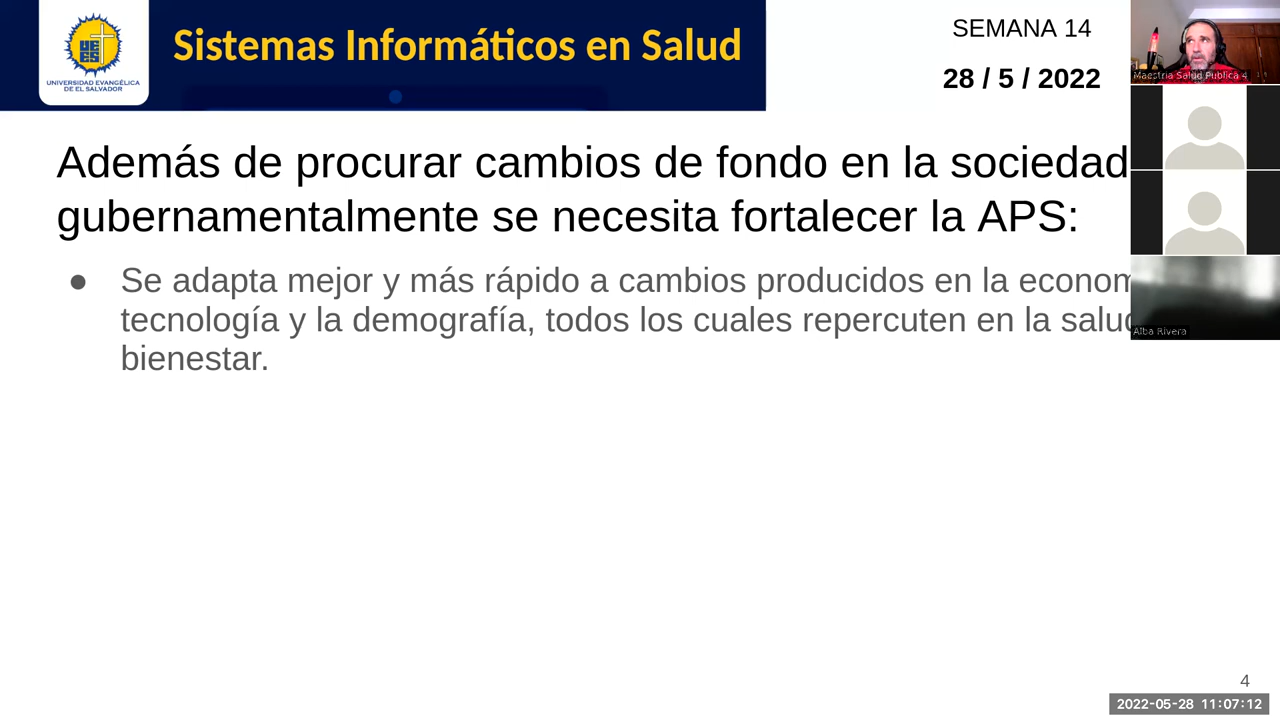 UNIVERSIDAD EVANGÉLICA
DE EL SALVADOR
Sistemas Informáticos en Salud
SEMANA 14
28 / 5 / 2022
Maestría Salud Publica 4
Además de procurar cambios de fondo en la sociedad
gubernamentalmente se necesita fortalecer la APS:
● Se adapta mejor y más rápido a cambios producidos en la econom
tecnología y la demografía, todos los cuales repercuten en la salud
bienestar.
Alba Rivera
4
2022-05-28 11:07:12